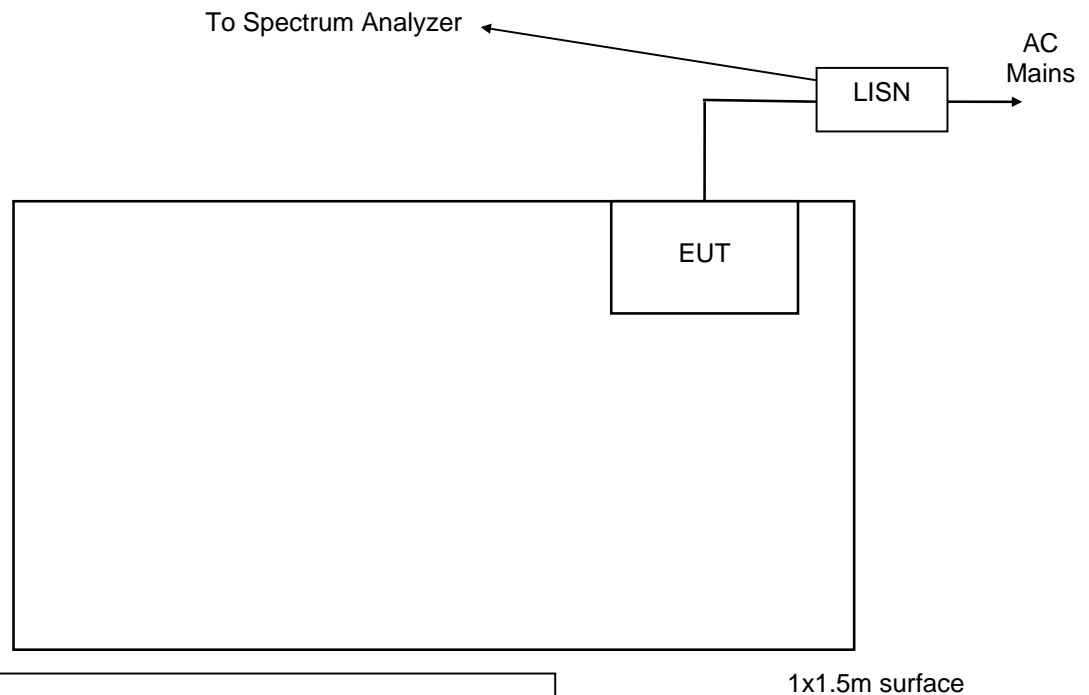 To Spectrum Analyzer
AC
Mains
LISN
EUT
1x1.5m surface